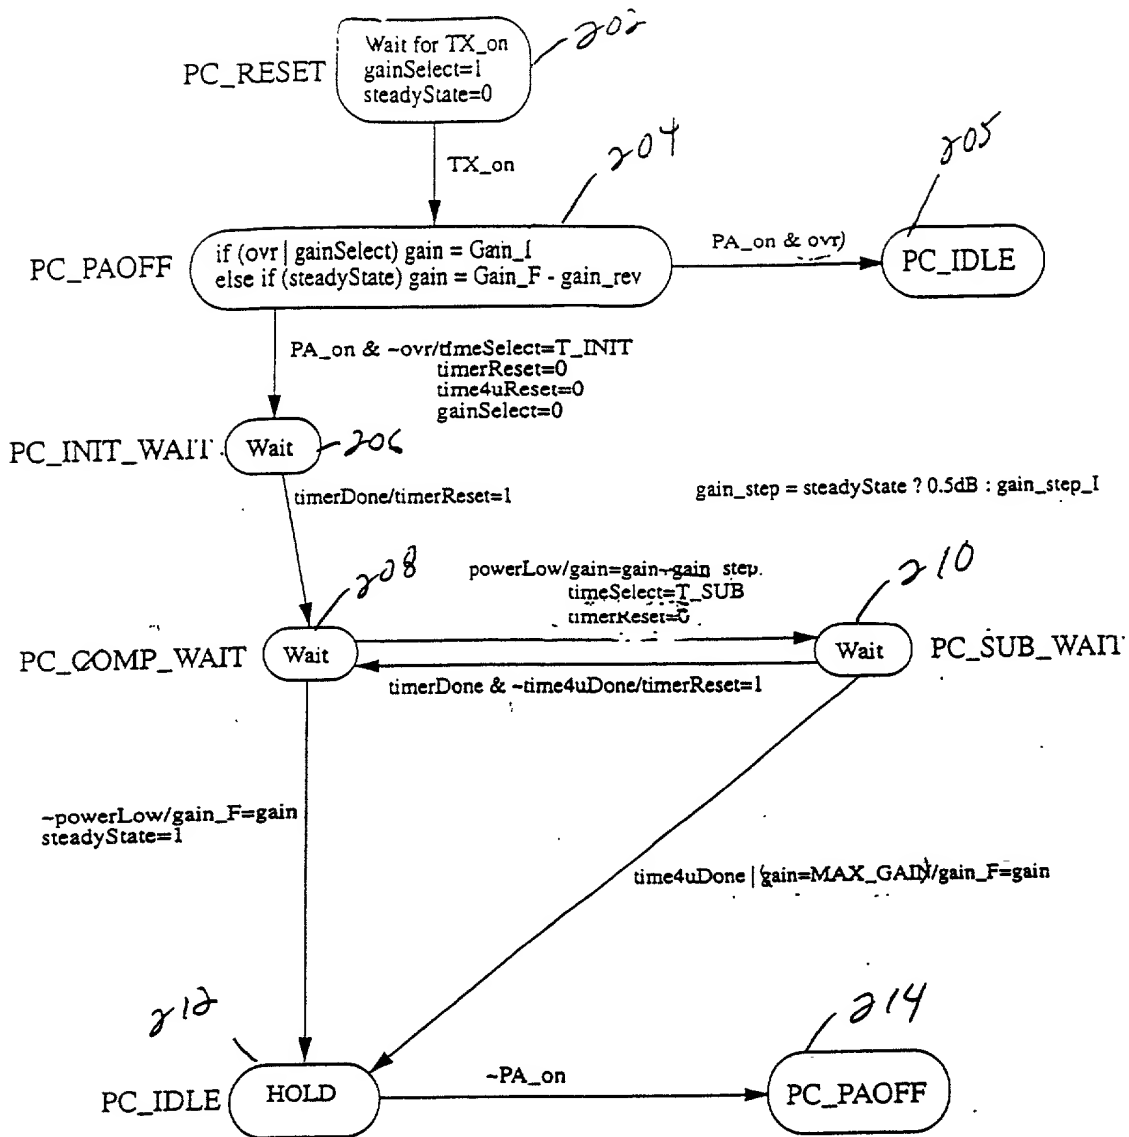 202
Wait for TX_on
gainSelect=1
steadyState=0
PC_RESET
TX_on
204
205
PC_PAOFF
if (ovr | gainSelect) gain = Gain_I
else if (steadyState) gain = Gain_F - gain_rev
PA_on & ovr)
PC_IDLE
PA_on & ~ovr/timeSelect=T_INIT
timerReset=0
time4uReset=0
gainSelect=0
PC_INIT_WAIT
Wait
206
timerDone/timerReset=1
gain_step = steadyState ? 0.5dB : gain_step_I
208
powerLow/gain=gain-gain_step
timeSelect=T_SUB
timerReset=0
210
PC_COMP_WAIT
Wait
Wait
PC_SUB_WAIT
timerDone & ~time4uDone/timerReset=1
~powerLow/gain_F=gain
steadyState=1
time4uDone | (gain=MAX_GAIN)/gain_F=gain
212
214
PC_IDLE
HOLD
~PA_on
PC_PAOFF